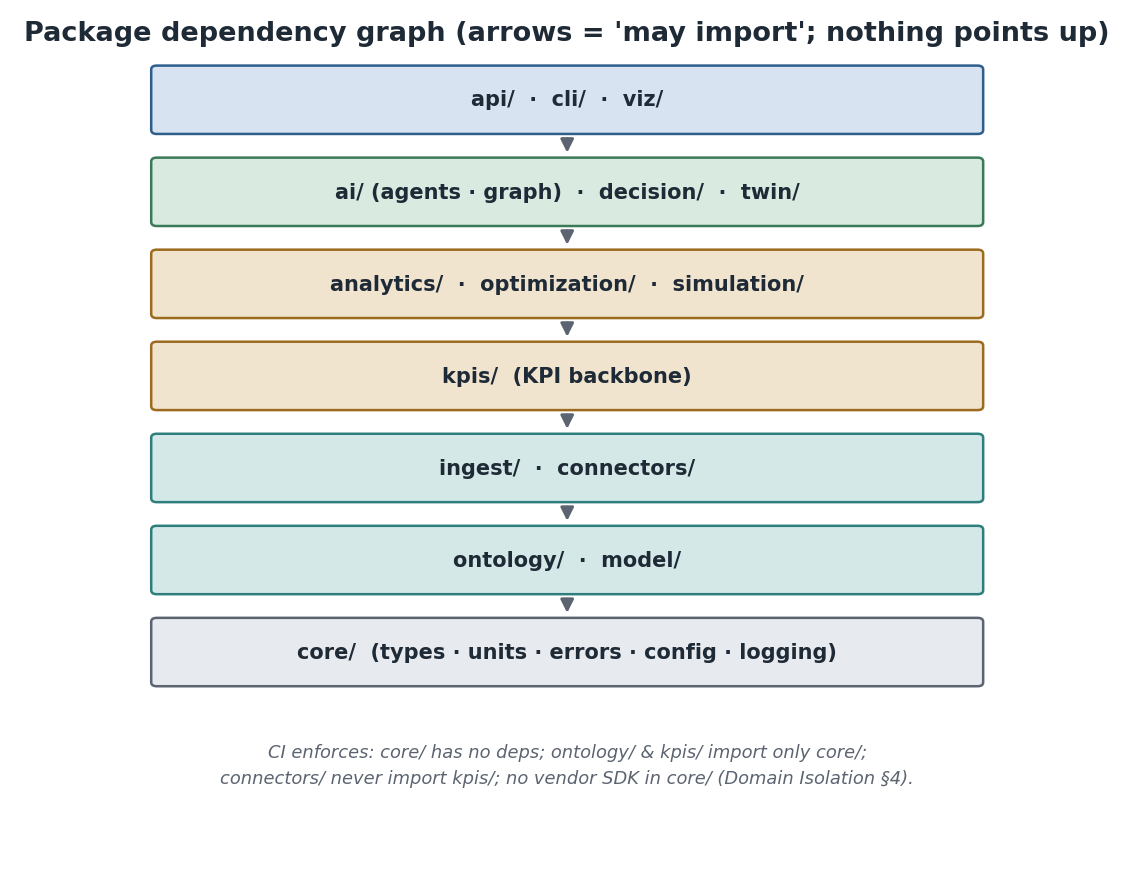 Package dependency graph (arrows = 'may import'; nothing points up)
api/  ·  cli/  ·  viz/
ai/ (agents · graph)  ·  decision/  ·  twin/
analytics/  ·  optimization/  ·  simulation/
kpis/  (KPI backbone)
ingest/  ·  connectors/
ontology/  ·  model/
core/  (types · units · errors · config · logging)
CI enforces: core/ has no deps; ontology/ & kpis/ import only core/;
connectors/ never import kpis/; no vendor SDK in core/ (Domain Isolation §4).